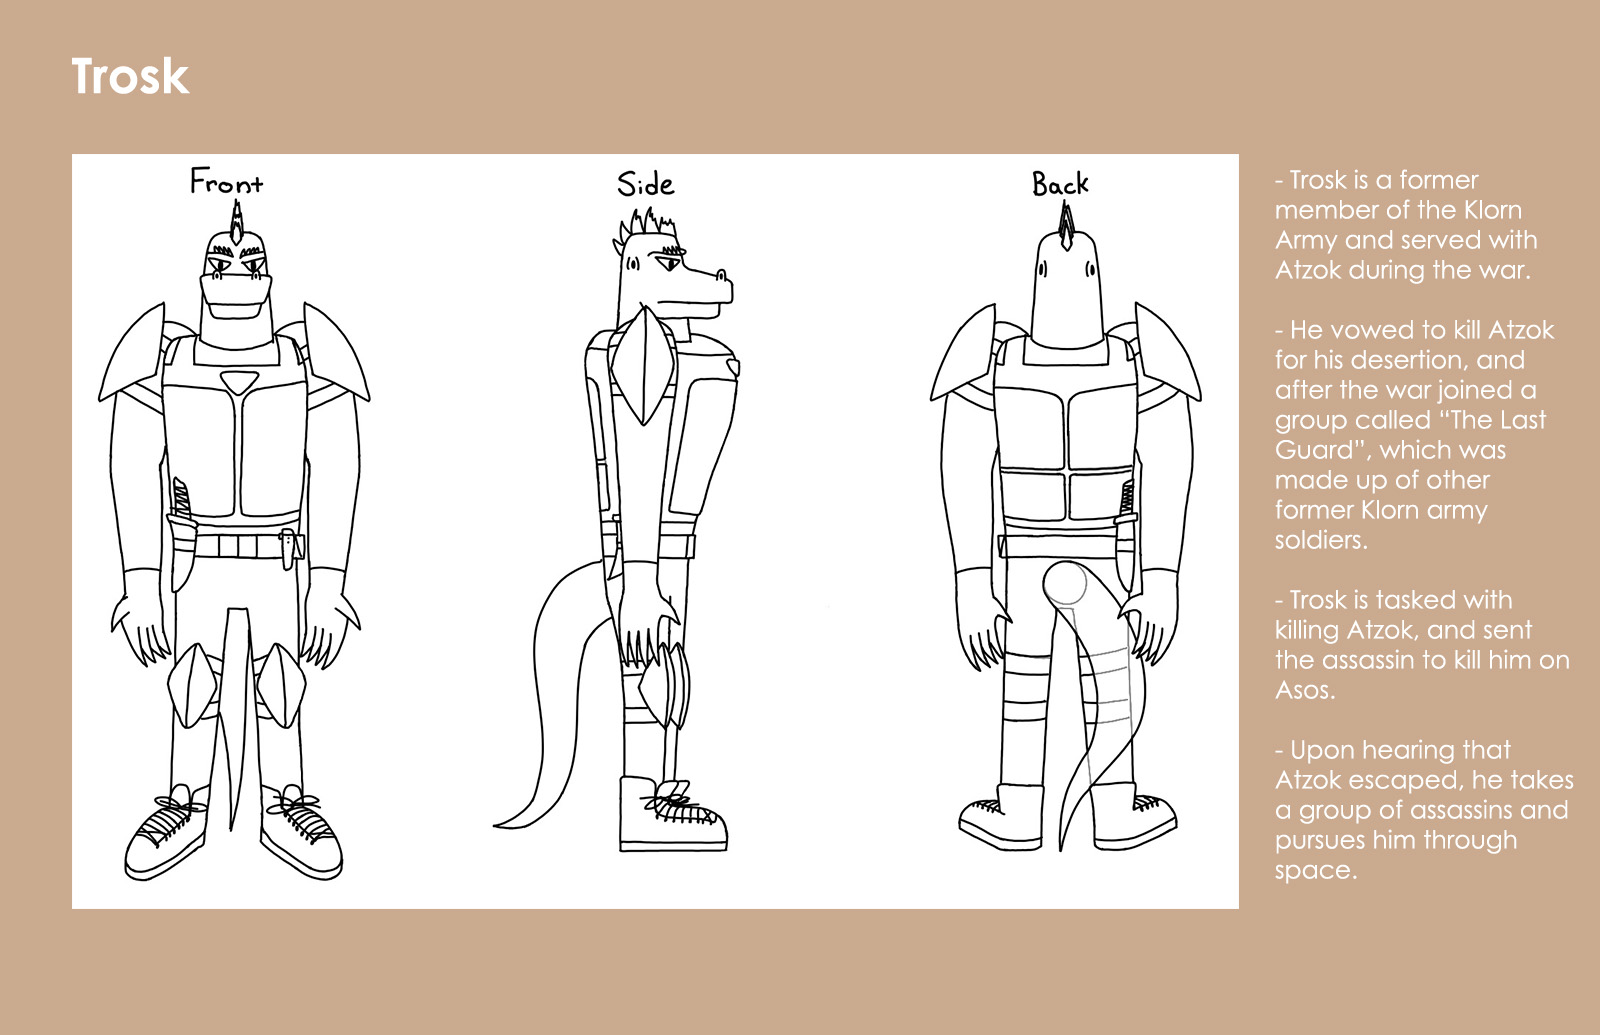 Trosk
Front
Side
Back
- Trosk is a former
member of the Klorn
Army and served with
Atzok during the war.
- He vowed to kill Atzok
for his desertion, and
after the war joined a
group called “The Last
Guard”, which was
made up of other
former Klorn army
soldiers.
- Trosk is tasked with
killing Atzok, and sent
the assassin to kill him on
Asos.
- Upon hearing that
Atzok escaped, he takes
a group of assassins and
pursues him through
space.